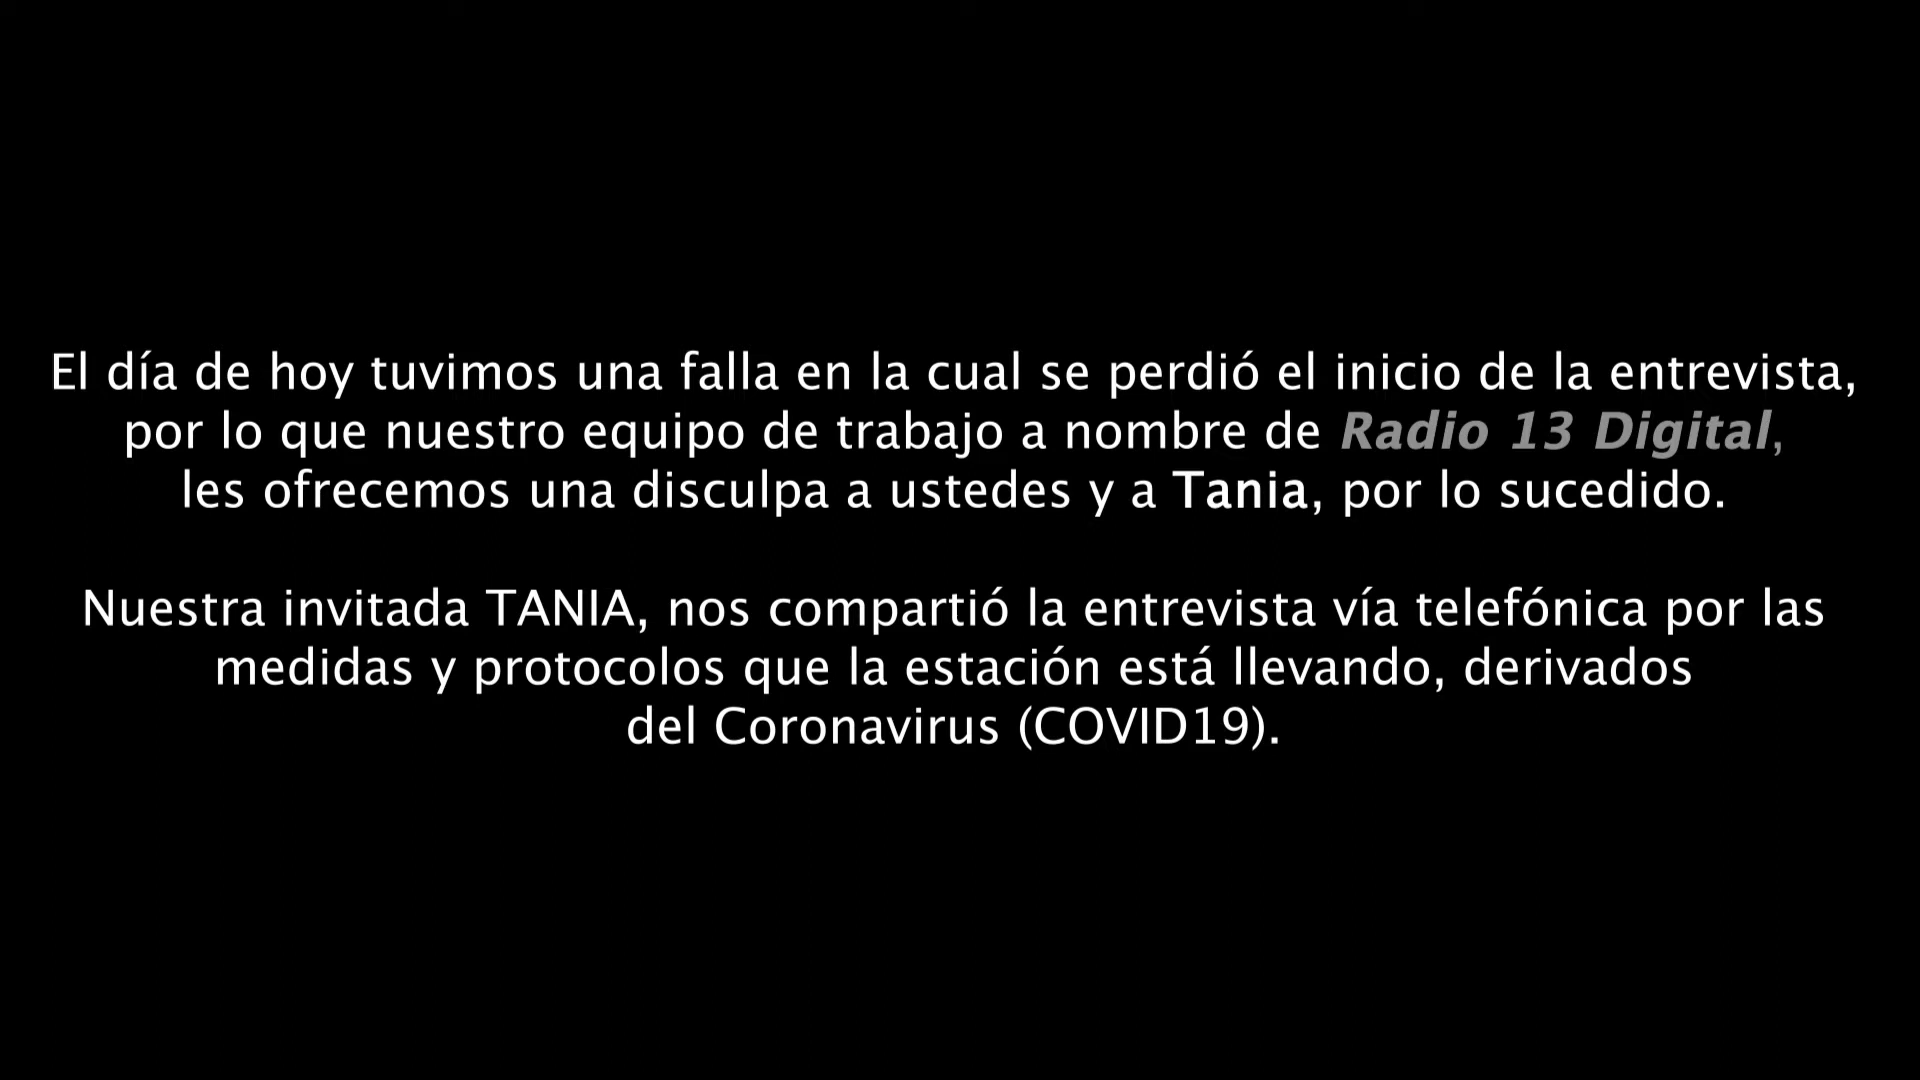 El día de hoy tuvimos una falla en la cual se perdió el inicio de la entrevista,
por lo que nuestro equipo de trabajo a nombre de Radio 13 Digital,
les ofrecemos una disculpa a ustedes y a Tania, por lo sucedido.
Nuestra invitada TANIA, nos compartió la entrevista vía telefónica por las
medidas y protocolos que la estación está llevando, derivados
del Coronavirus (COVID19).